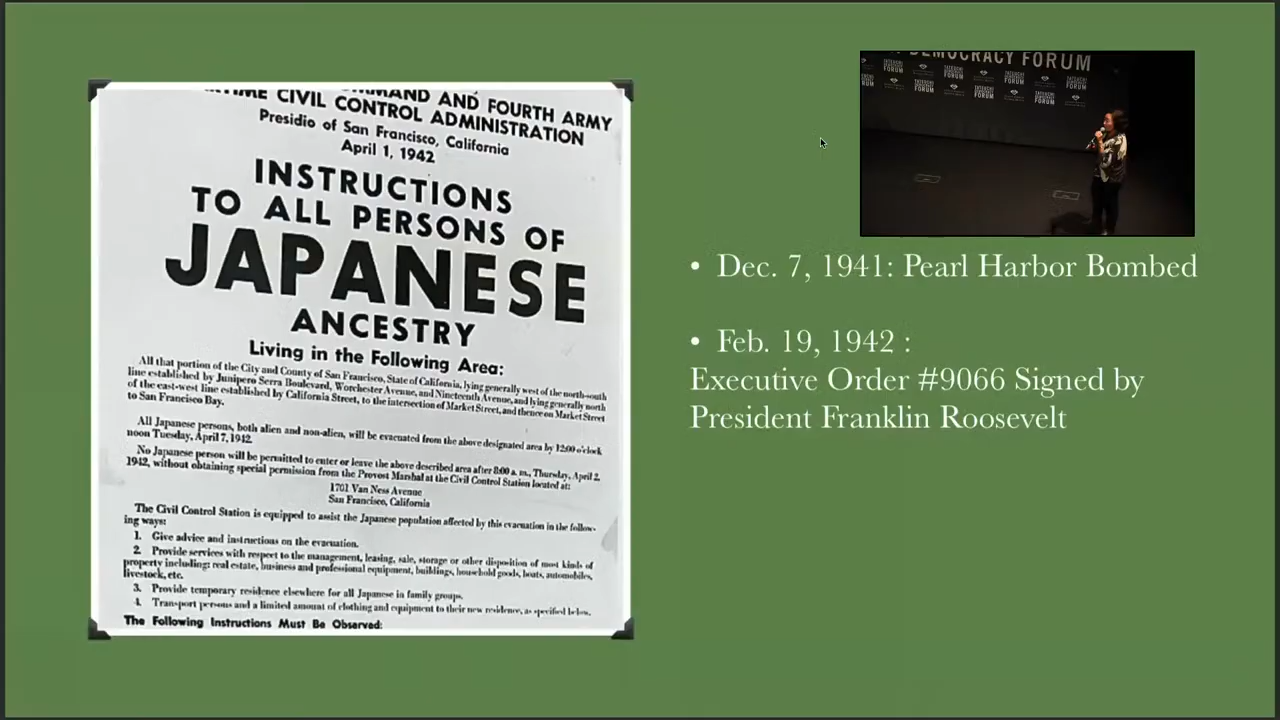 MAND AND FOURTH ARMY
TIME CIVIL CONTROL ADMINISTRATION
Presidio of San Francisco, California
April 1, 1942
INSTRUCTIONS
TO ALL PERSONS OF
JAPANESE
ANCESTRY
Living in the Following Area:
All that portion of the City and County of San Francisco, State of California, lying generally west of the north-south
line established by Junipero Serra Boulevard, Worchester Avenue, and Nineteenth Avenue, and lying generally north
of the east-west line established by California Street, to the intersection of Market Street, and thence on Market Street
to San Francisco Bay.
All Japanese persons, both alien and non-alien, will be evacuated from the above designated area by 12:00 o'clock
noon Tuesday, April 7, 1942.
No Japanese person will be permitted to enter or leave the above described area after 8:00 a. m., Thursday, April 2,
1942, without obtaining special permission from the Provost Marshal at the Civil Control Station located at:
1701 Van Ness Avenue
San Francisco, California
The Civil Control Station is equipped to assist the Japanese population affected by this evacuation in the follow-
ing ways:
1. Give advice and instructions on the evacuation.
2. Provide services with respect to the management, leasing, sale, storage or other disposition of most kinds of
property including: real estate, business and professional equipment, buildings, household goods, boats, automobiles,
livestock, etc.
3. Provide temporary residence elsewhere for all Japanese in family groups.
4. Transport persons and a limited amount of clothing and equipment to their new residence, as specified below.
The Following Instructions Must Be Observed:
DEMOCRACY FORUM
• Dec. 7, 1941: Pearl Harbor Bombed
• Feb. 19, 1942 :
Executive Order #9066 Signed by
President Franklin Roosevelt